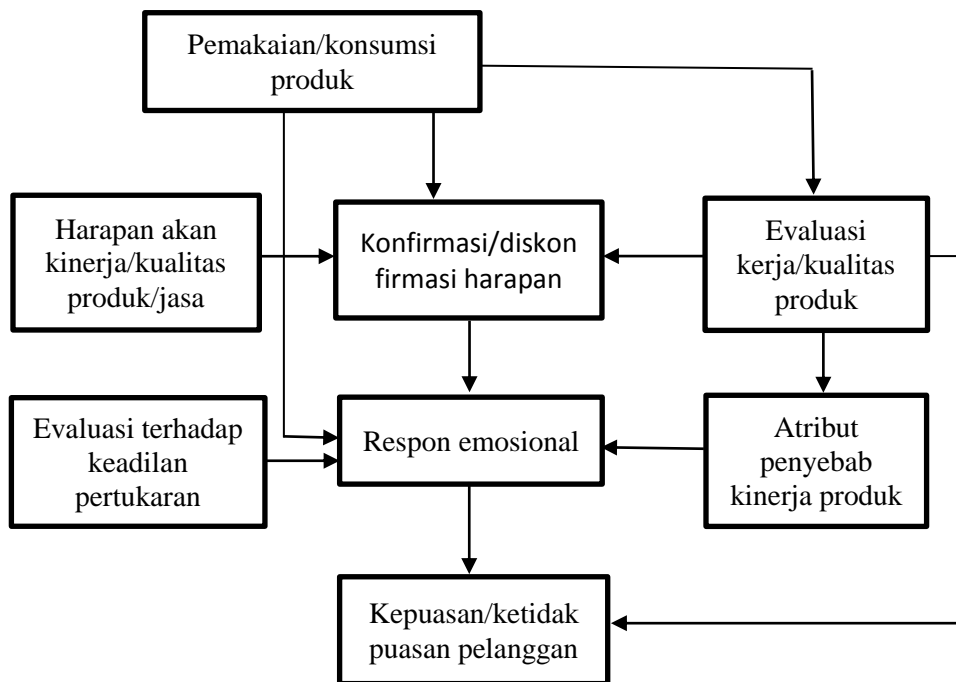 Pemakaian/konsumsi
produk
Harapan akan
kinerja/kualitas
produk/jasa
Konfirmasi/diskon
firmasi harapan
Evaluasi
kerja/kualitas
produk
Evaluasi terhadap
keadilan
pertukaran
Respon emosional
Atribut
penyebab
kinerja produk
Kepuasan/ketidak
puasan pelanggan